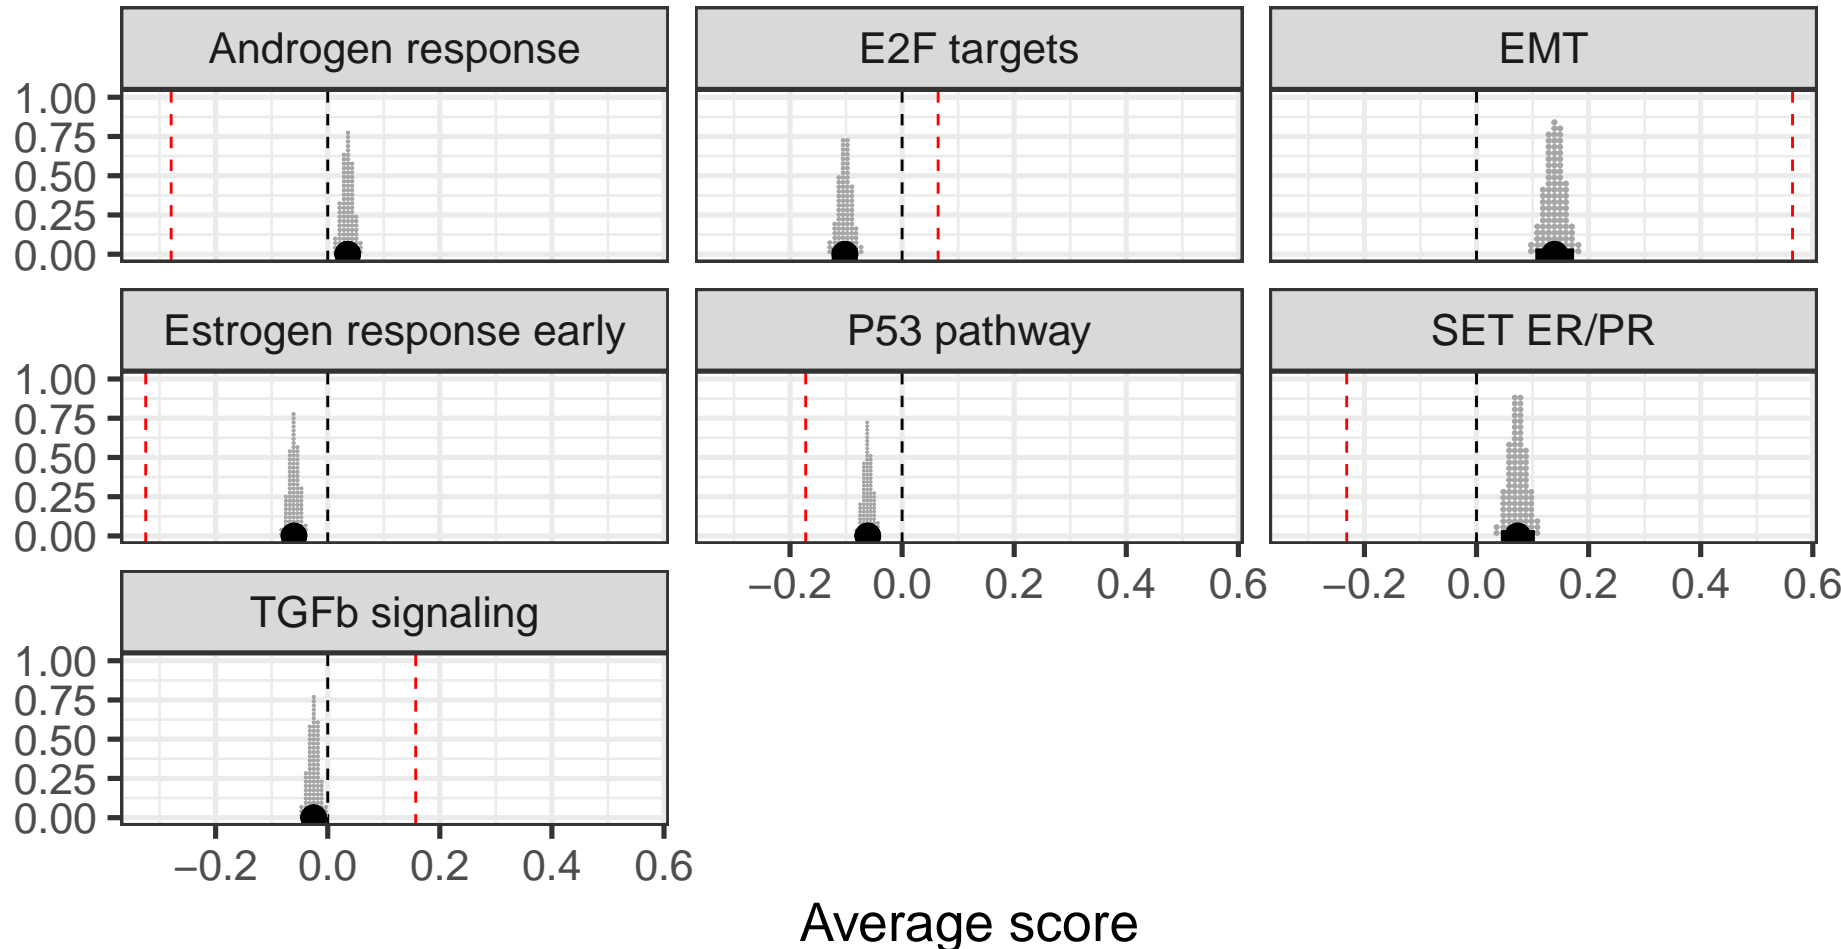 Androgen response
E2F targets
EMT
1.00
0.75
0.50
0.25
0.00
Estrogen response early
P53 pathway
SET ER/PR
1.00
0.75
0.50
0.25
0.00
−0.2 0.0 0.2 0.4 0.6
−0.2 0.0 0.2 0.4 0.6
TGFb signaling
1.00
0.75
0.50
0.25
0.00
−0.2 0.0 0.2 0.4 0.6
Average score